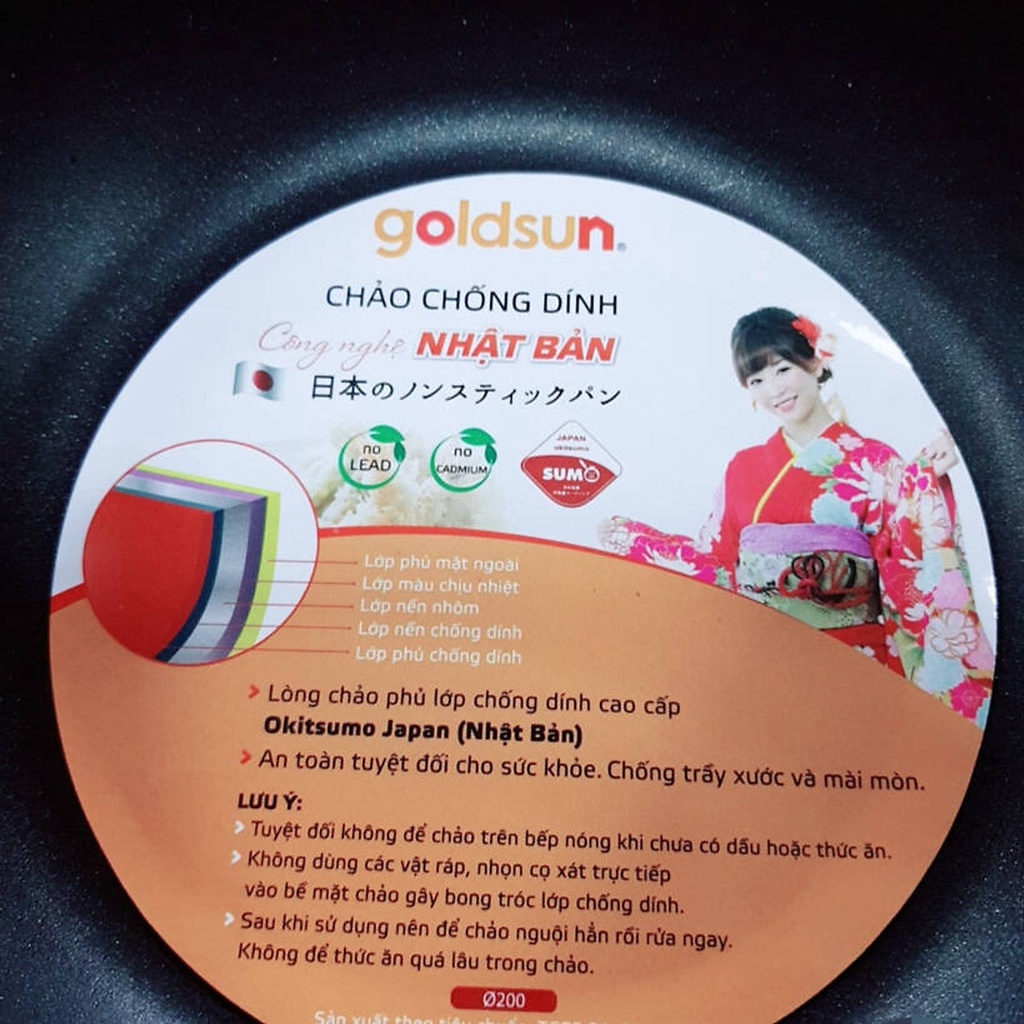 goldsun®
CHẢO CHỐNG DÍNH
Công nghệ NHẬT BẢN
日本のノンスティックパン
no LEAD
no CADMIUM
JAPAN
okitsumo
SUMO
Lớp phủ mặt ngoài
Lớp màu chịu nhiệt
Lớp nền nhôm
Lớp nền chống dính
Lớp phủ chống dính
Lòng chảo phủ lớp chống dính cao cấp
Okitsumo Japan (Nhật Bản)
An toàn tuyệt đối cho sức khỏe. Chống trầy xước và mài mòn.
LƯU Ý:
Tuyệt đối không để chảo trên bếp nóng khi chưa có dầu hoặc thức ăn.
Không dùng các vật ráp, nhọn cọ xát trực tiếp
vào bề mặt chảo gây bong tróc lớp chống dính.
Sau khi sử dụng nên để chảo nguội hẳn rồi rửa ngay.
Không để thức ăn quá lâu trong chảo.
Ø200
Sản xuất theo tiêu chuẩn